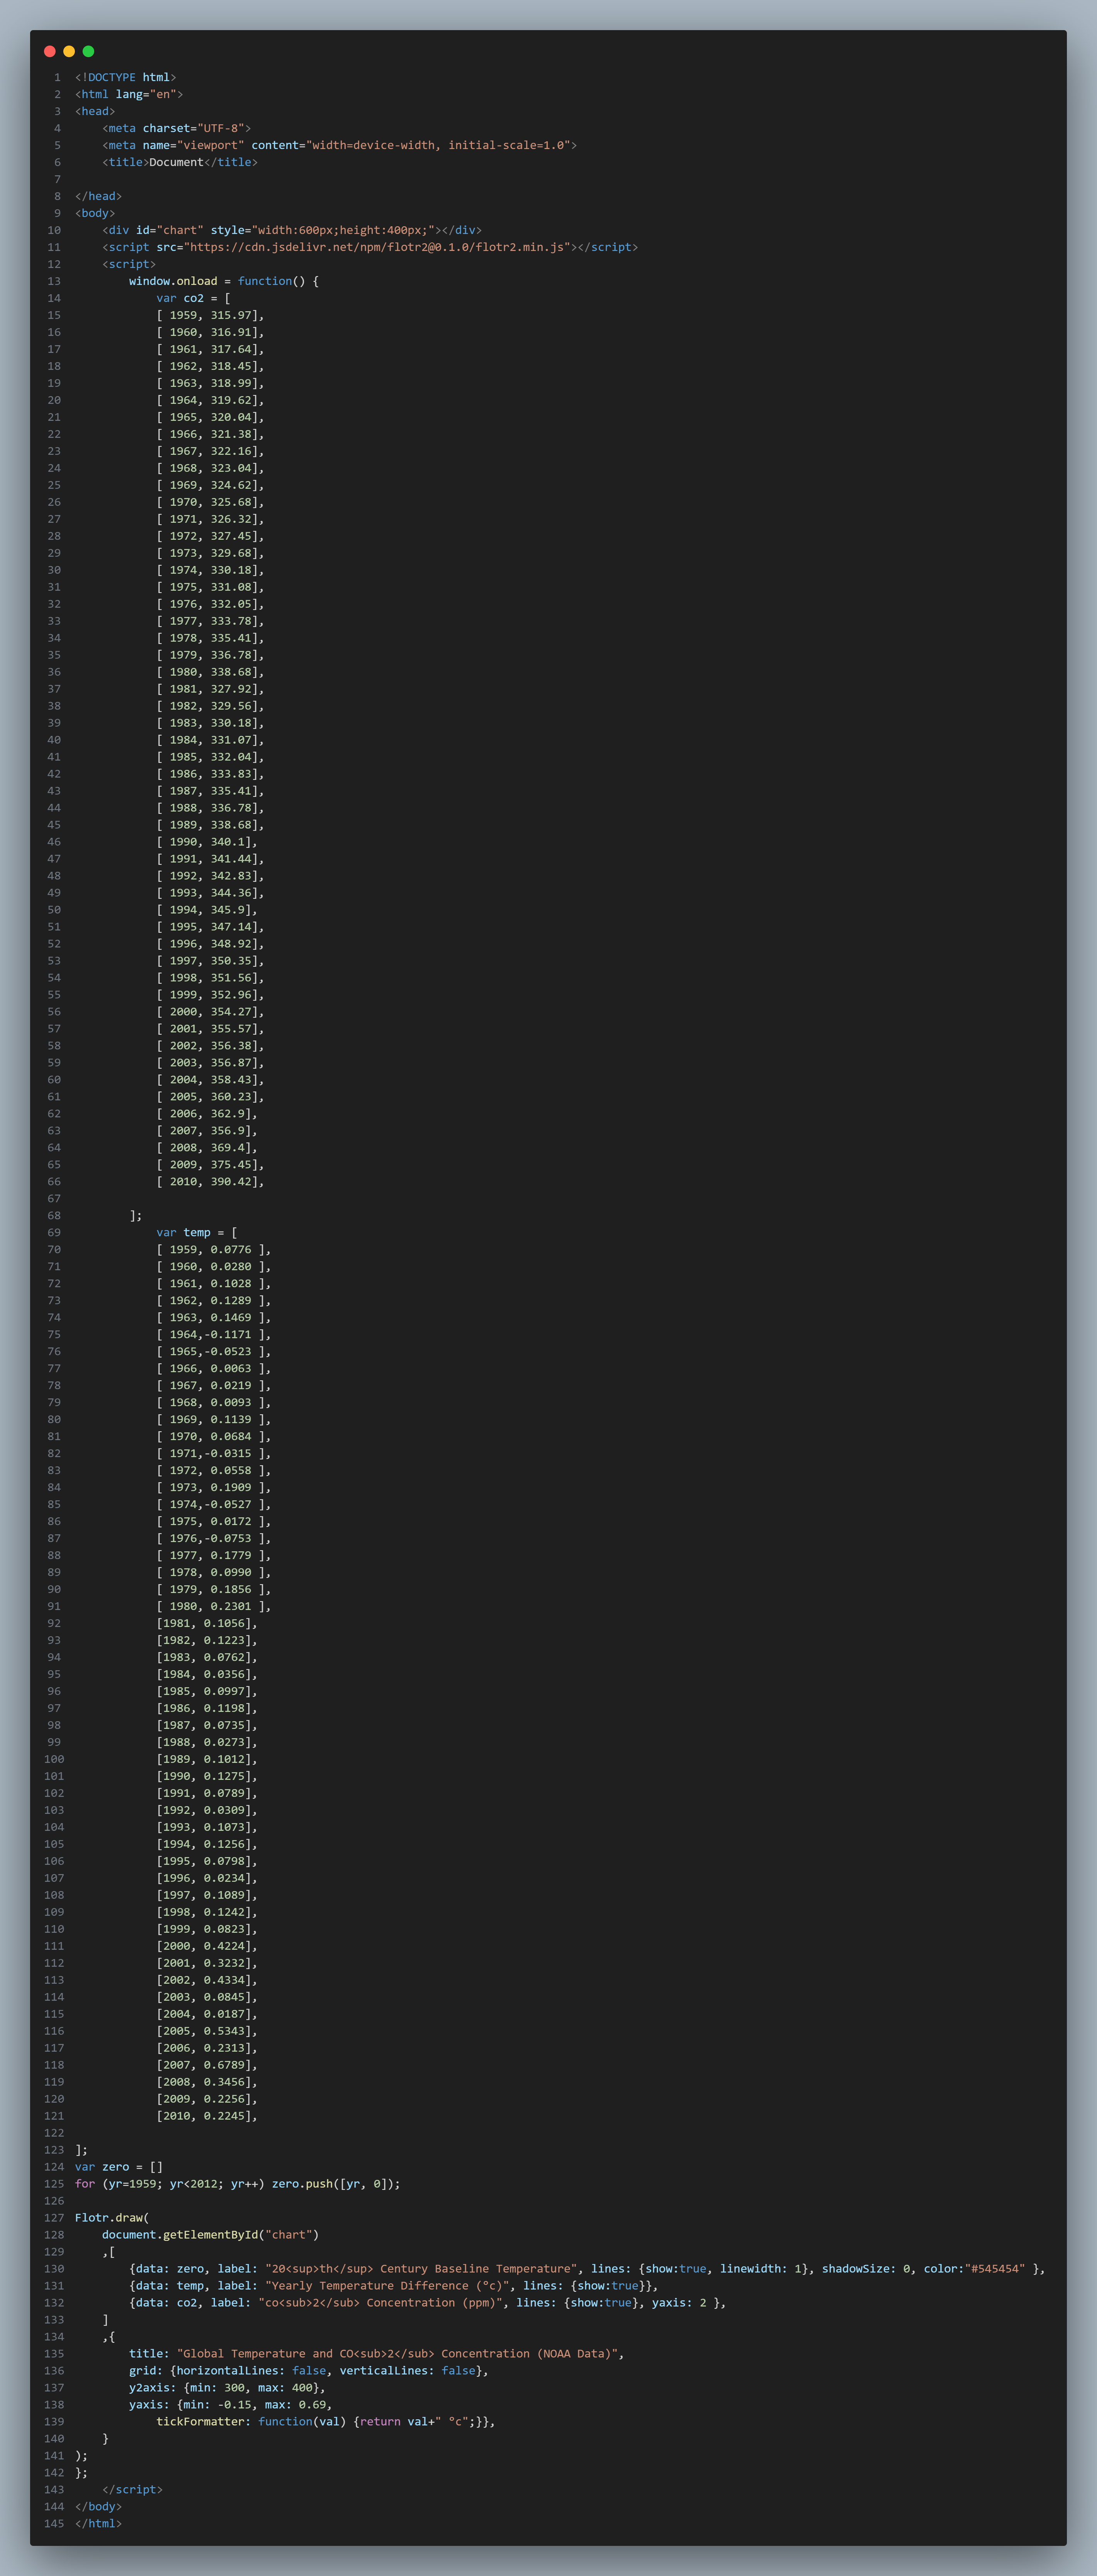 1 <!DOCTYPE html>
2 <html lang="en">
3 <head>
4     <meta charset="UTF-8">
5     <meta name="viewport" content="width=device-width, initial-scale=1.0">
6     <title>Document</title>
7
8 </head>
9 <body>
10     <div id="chart" style="width:600px;height:400px;"></div>
11     <script src="https://cdn.jsdelivr.net/npm/flotr2@0.1.0/flotr2.min.js"></script>
12     <script>
13         window.onload = function() {
14             var co2 = [
15             [ 1959, 315.97],
16             [ 1960, 316.91],
17             [ 1961, 317.64],
18             [ 1962, 318.45],
19             [ 1963, 318.99],
20             [ 1964, 319.62],
21             [ 1965, 320.04],
22             [ 1966, 321.38],
23             [ 1967, 322.16],
24             [ 1968, 323.04],
25             [ 1969, 324.62],
26             [ 1970, 325.68],
27             [ 1971, 326.32],
28             [ 1972, 327.45],
29             [ 1973, 329.68],
30             [ 1974, 330.18],
31             [ 1975, 331.08],
32             [ 1976, 332.05],
33             [ 1977, 333.78],
34             [ 1978, 335.41],
35             [ 1979, 336.78],
36             [ 1980, 338.68],
37             [ 1981, 327.92],
38             [ 1982, 329.56],
39             [ 1983, 330.18],
40             [ 1984, 331.07],
41             [ 1985, 332.04],
42             [ 1986, 333.83],
43             [ 1987, 335.41],
44             [ 1988, 336.78],
45             [ 1989, 338.68],
46             [ 1990, 340.1],
47             [ 1991, 341.44],
48             [ 1992, 342.83],
49             [ 1993, 344.36],
50             [ 1994, 345.9],
51             [ 1995, 347.14],
52             [ 1996, 348.92],
53             [ 1997, 350.35],
54             [ 1998, 351.56],
55             [ 1999, 352.96],
56             [ 2000, 354.27],
57             [ 2001, 355.57],
58             [ 2002, 356.38],
59             [ 2003, 356.87],
60             [ 2004, 358.43],
61             [ 2005, 360.23],
62             [ 2006, 362.9],
63             [ 2007, 356.9],
64             [ 2008, 369.4],
65             [ 2009, 375.45],
66             [ 2010, 390.42],
67
68         ];
69             var temp = [
70             [ 1959, 0.0776 ],
71             [ 1960, 0.0280 ],
72             [ 1961, 0.1028 ],
73             [ 1962, 0.1289 ],
74             [ 1963, 0.1469 ],
75             [ 1964,-0.1171 ],
76             [ 1965,-0.0523 ],
77             [ 1966, 0.0063 ],
78             [ 1967, 0.0219 ],
79             [ 1968, 0.0093 ],
80             [ 1969, 0.1139 ],
81             [ 1970, 0.0684 ],
82             [ 1971,-0.0315 ],
83             [ 1972, 0.0558 ],
84             [ 1973, 0.1909 ],
85             [ 1974,-0.0527 ],
86             [ 1975, 0.0172 ],
87             [ 1976,-0.0753 ],
88             [ 1977, 0.1779 ],
89             [ 1978, 0.0990 ],
90             [ 1979, 0.1856 ],
91             [ 1980, 0.2301 ],
92             [1981, 0.1056],
93             [1982, 0.1223],
94             [1983, 0.0762],
95             [1984, 0.0356],
96             [1985, 0.0997],
97             [1986, 0.1198],
98             [1987, 0.0735],
99             [1988, 0.0273],
100             [1989, 0.1012],
101             [1990, 0.1275],
102             [1991, 0.0789],
103             [1992, 0.0309],
104             [1993, 0.1073],
105             [1994, 0.1256],
106             [1995, 0.0798],
107             [1996, 0.0234],
108             [1997, 0.1089],
109             [1998, 0.1242],
110             [1999, 0.0823],
111             [2000, 0.4224],
112             [2001, 0.3232],
113             [2002, 0.4334],
114             [2003, 0.0845],
115             [2004, 0.0187],
116             [2005, 0.5343],
117             [2006, 0.2313],
118             [2007, 0.6789],
119             [2008, 0.3456],
120             [2009, 0.2256],
121             [2010, 0.2245],
122
123 ];
124 var zero = []
125 for (yr=1959; yr<2012; yr++) zero.push([yr, 0]);
126
127 Flotr.draw(
128     document.getElementById("chart")
129     ,[
130         {data: zero, label: "20<sup>th</sup> Century Baseline Temperature", lines: {show:true, linewidth: 1}, shadowSize: 0, color:"#545454" },
131         {data: temp, label: "Yearly Temperature Difference (°c)", lines: {show:true}},
132         {data: co2, label: "co<sub>2</sub> Concentration (ppm)", lines: {show:true}, yaxis: 2 },
133     ]
134     ,{
135         title: "Global Temperature and CO<sub>2</sub> Concentration (NOAA Data)",
136         grid: {horizontalLines: false, verticalLines: false},
137         y2axis: {min: 300, max: 400},
138         yaxis: {min: -0.15, max: 0.69,
139             tickFormatter: function(val) {return val+" °c";}},
140     }
141 );
142 };
143     </script>
144 </body>
145 </html>